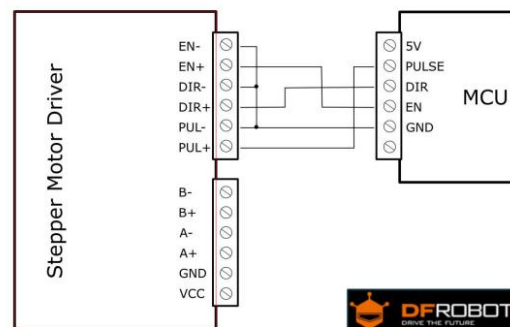 Stepper Motor Driver
EN-
EN+
DIR-
DIR+
PUL-
PUL+
B-
B+
A-
A+
GND
VCC
5V
PULSE
DIR
EN
GND
MCU
DFROBOT
DRIVE THE FUTURE